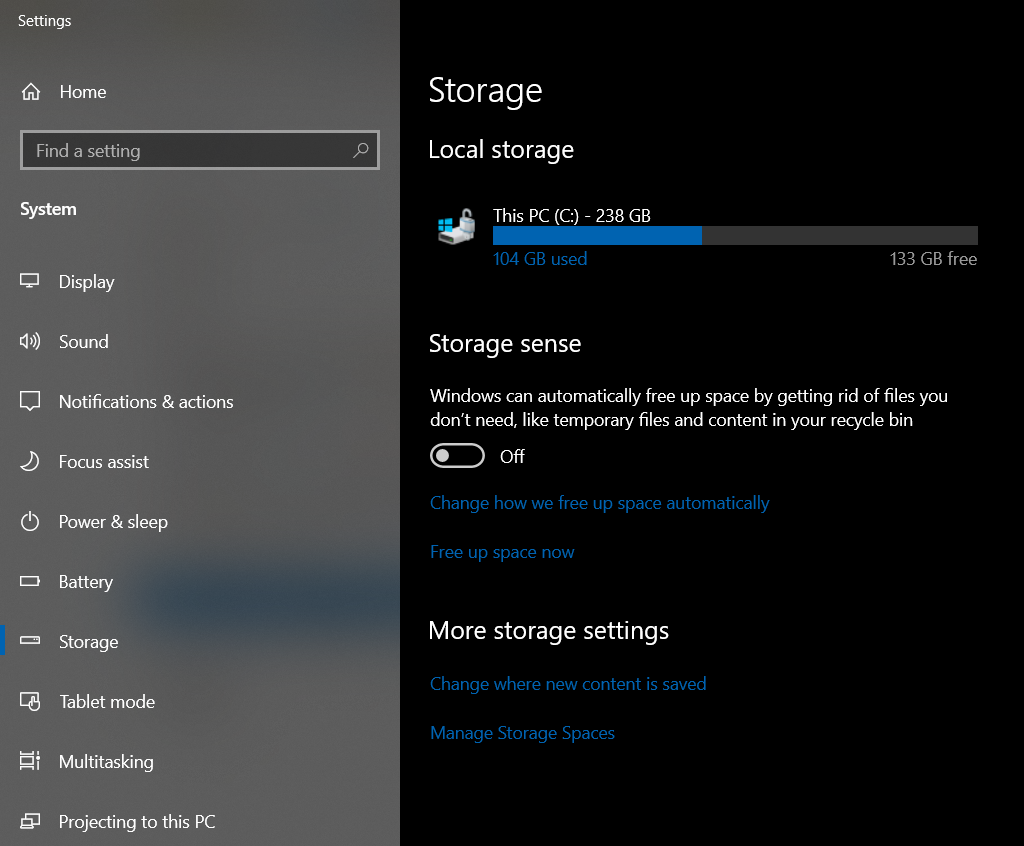 Settings
Home
Find a setting
System
Display
Sound
Notifications & actions
Focus assist
Power & sleep
Battery
Storage
Tablet mode
Multitasking
Projecting to this PC
Storage
Local storage
This PC (C:) - 238 GB
104 GB used
133 GB free
Storage sense
Windows can automatically free up space by getting rid of files you
don't need, like temporary files and content in your recycle bin
Off
Change how we free up space automatically
Free up space now
More storage settings
Change where new content is saved
Manage Storage Spaces